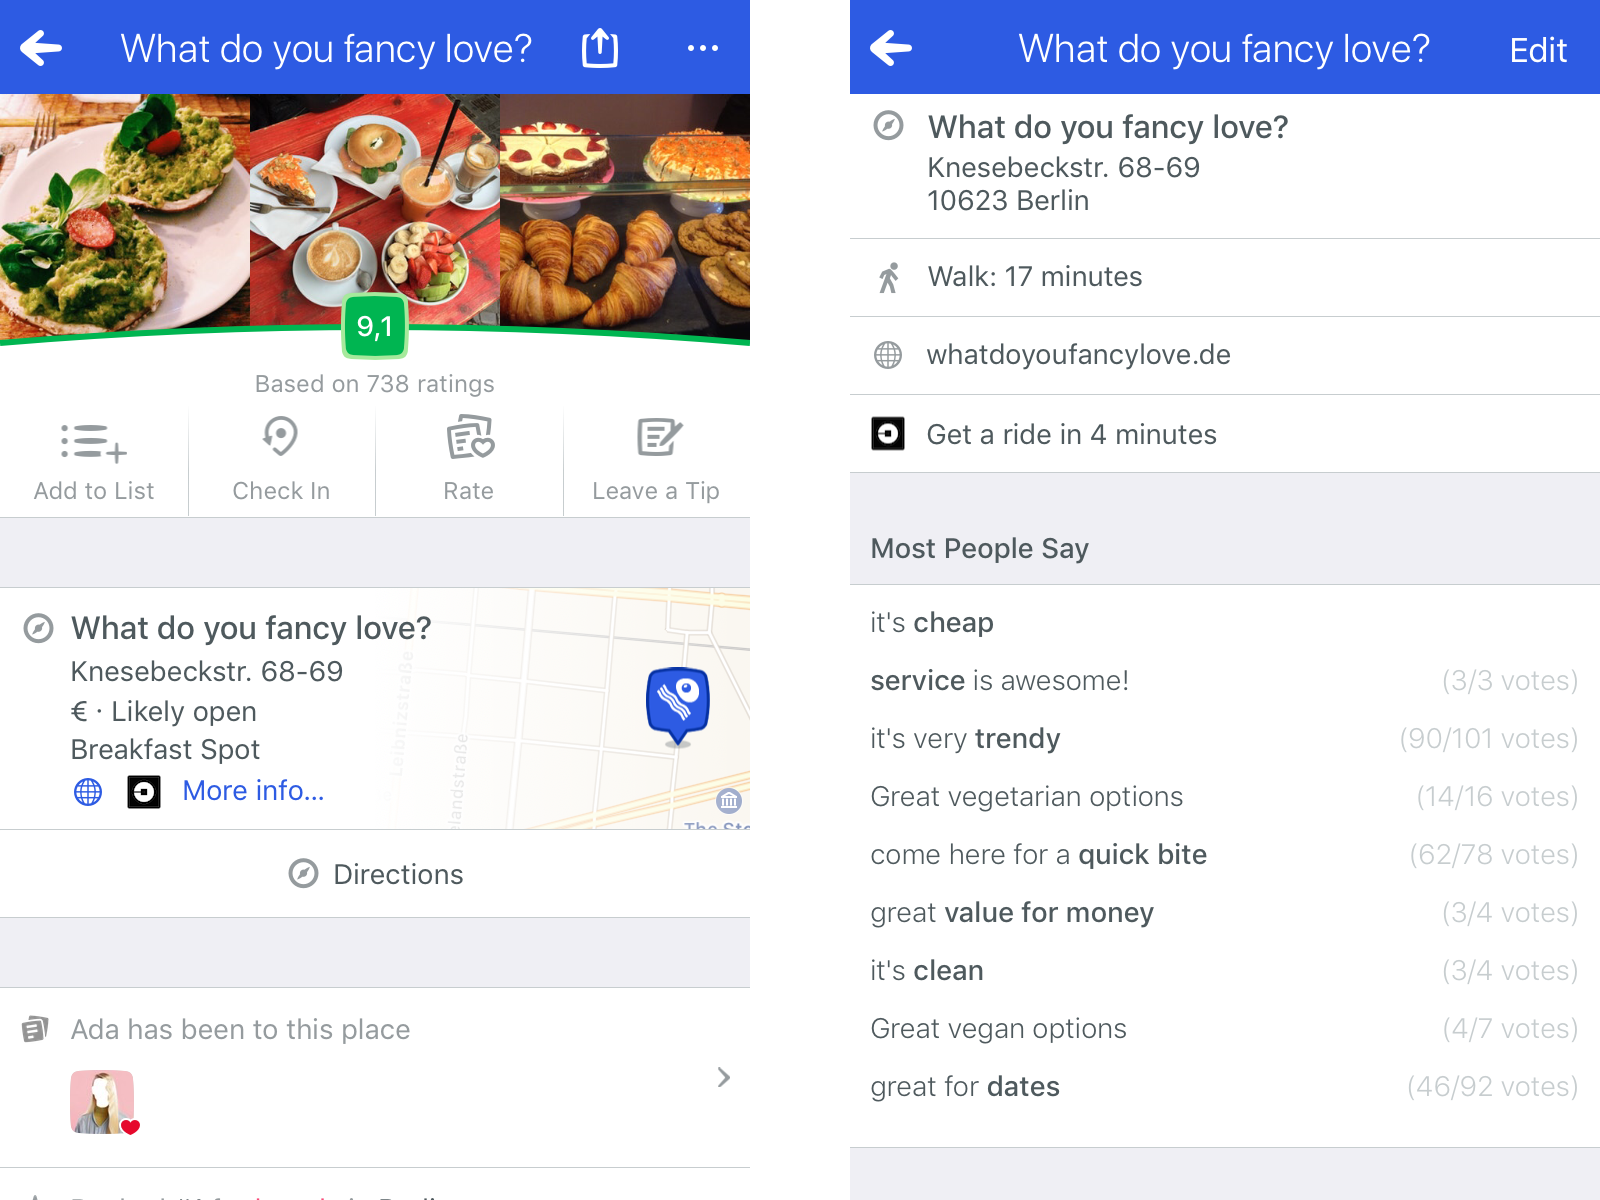 What do you fancy love?
9,1
Based on 738 ratings
Add to List
Check In
Rate
Leave a Tip
What do you fancy love?
Knesebeckstr. 68-69
€ · Likely open
Breakfast Spot
More info...
Leibnizstraße
elandstraße
The Sto
Directions
Ada has been to this place
What do you fancy love?
Edit
What do you fancy love?
Knesebeckstr. 68-69
10623 Berlin
Walk: 17 minutes
whatdoyoufancylove.de
Get a ride in 4 minutes
Most People Say
it's cheap
service is awesome! (3/3 votes)
it's very trendy (90/101 votes)
Great vegetarian options (14/16 votes)
come here for a quick bite (62/78 votes)
great value for money (3/4 votes)
it's clean (3/4 votes)
Great vegan options (4/7 votes)
great for dates (46/92 votes)